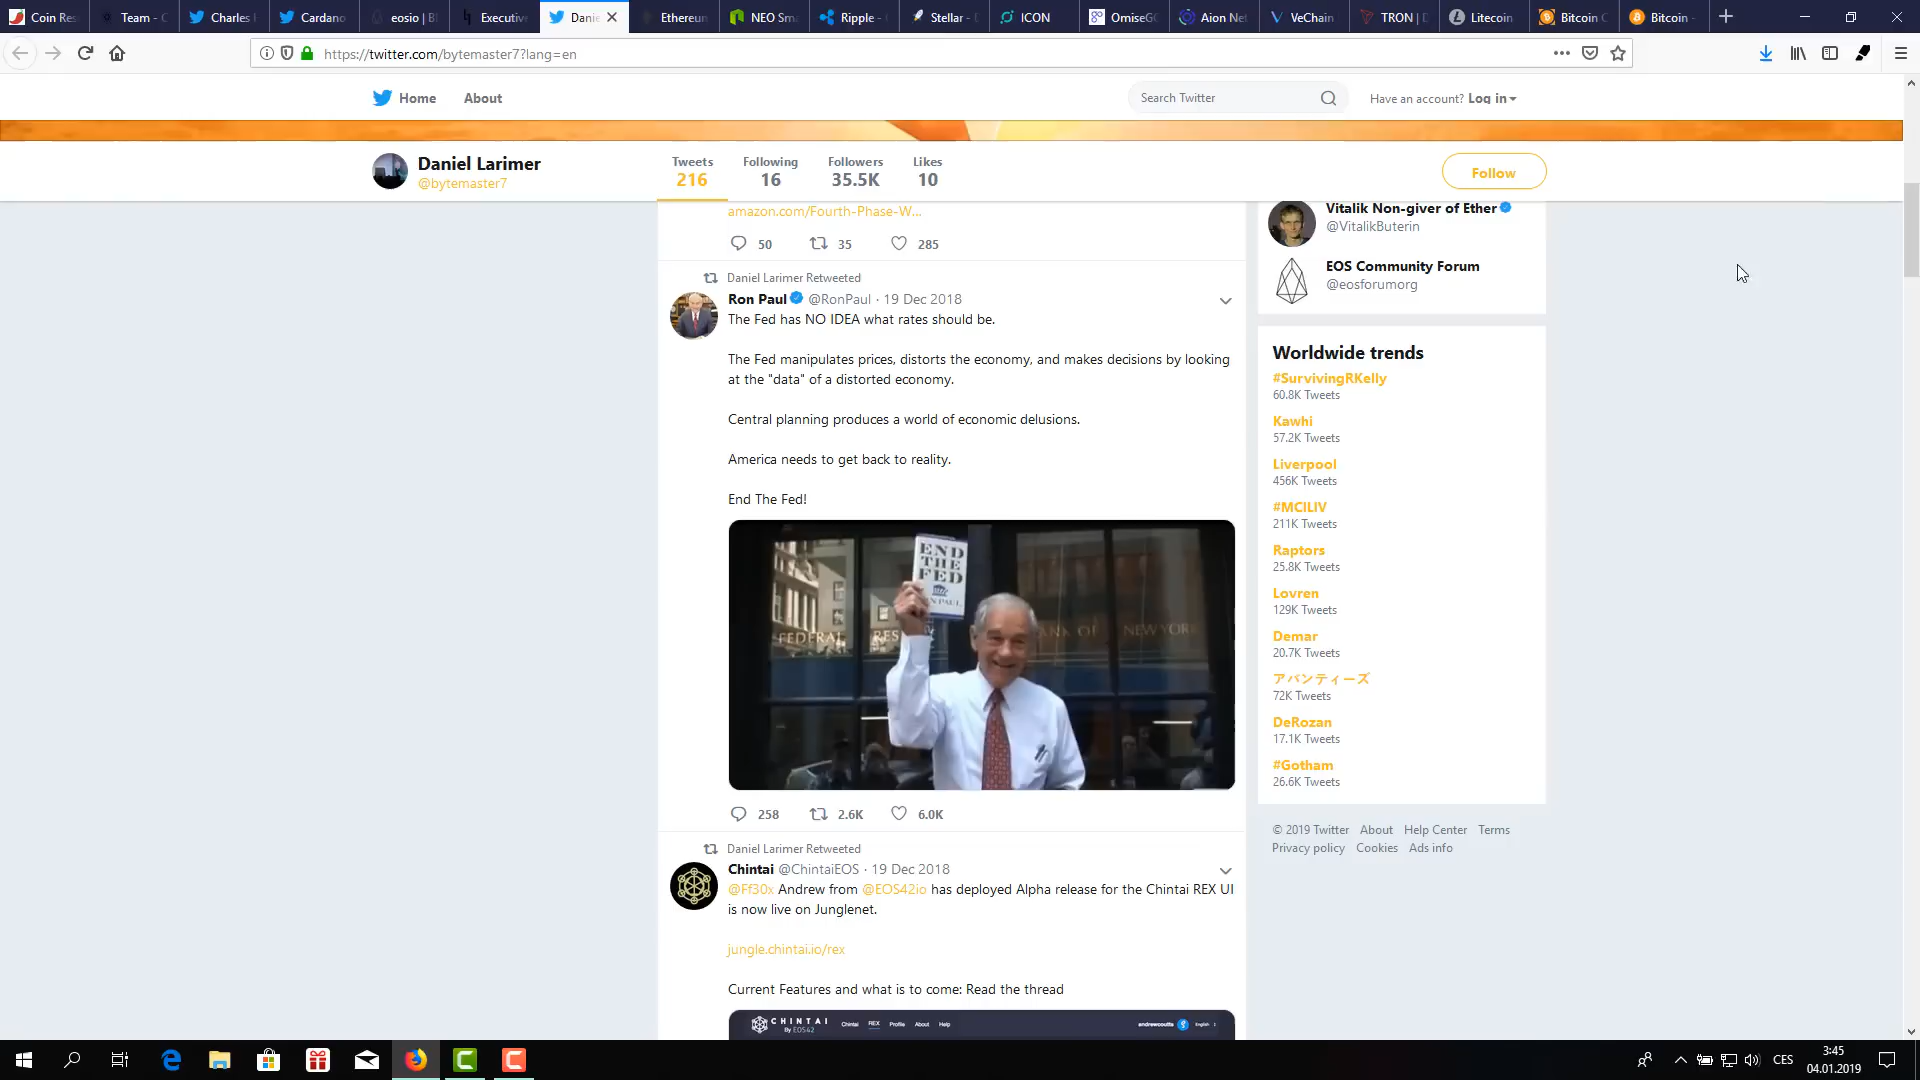 Coin Res
Team - C
Charles
Cardano
eosio | B
Executive
Danie
Ethereum
NEO Sma
Ripple -
Stellar -
ICON
OmiseGO
Aion Net
VeChain
TRON | D
Litecoin
Bitcoin C
Bitcoin -
https://twitter.com/bytemaster7?lang=en
Home About
Search Twitter
Have an account? Log in
Daniel Larimer
@bytemaster7
Tweets
216
Following
16
Followers
35.5K
Likes
10
Follow
amazon.com/Fourth-Phase-W...
50 35 285
Daniel Larimer Retweeted
Ron Paul @RonPaul · 19 Dec 2018
The Fed has NO IDEA what rates should be.
The Fed manipulates prices, distorts the economy, and makes decisions by looking
at the "data" of a distorted economy.
Central planning produces a world of economic delusions.
America needs to get back to reality.
End The Fed!
END
THE
FED
RON PAUL
FEDERAL RES
ANK OF NEW YORK
258 2.6K 6.0K
Daniel Larimer Retweeted
Chintai @ChintaiEOS · 19 Dec 2018
@Ff30x Andrew from @EOS42io has deployed Alpha release for the Chintai REX UI
is now live on Junglenet.
jungle.chintai.io/rex
Current Features and what is to come: Read the thread
CHINTAI
By EOS42
Chintai REX Profile About Help
andrewcoutts English
Vitalik Non-giver of Ether
@VitalikButerin
EOS Community Forum
@eosforumorg
Worldwide trends
#SurvivingRKelly
60.8K Tweets
Kawhi
57.2K Tweets
Liverpool
456K Tweets
#MCILIV
211K Tweets
Raptors
25.8K Tweets
Lovren
129K Tweets
Demar
20.7K Tweets
アバンティーズ
72K Tweets
DeRozan
17.1K Tweets
#Gotham
26.6K Tweets
© 2019 Twitter About Help Center Terms
Privacy policy Cookies Ads info
CES
3:45
04.01.2019